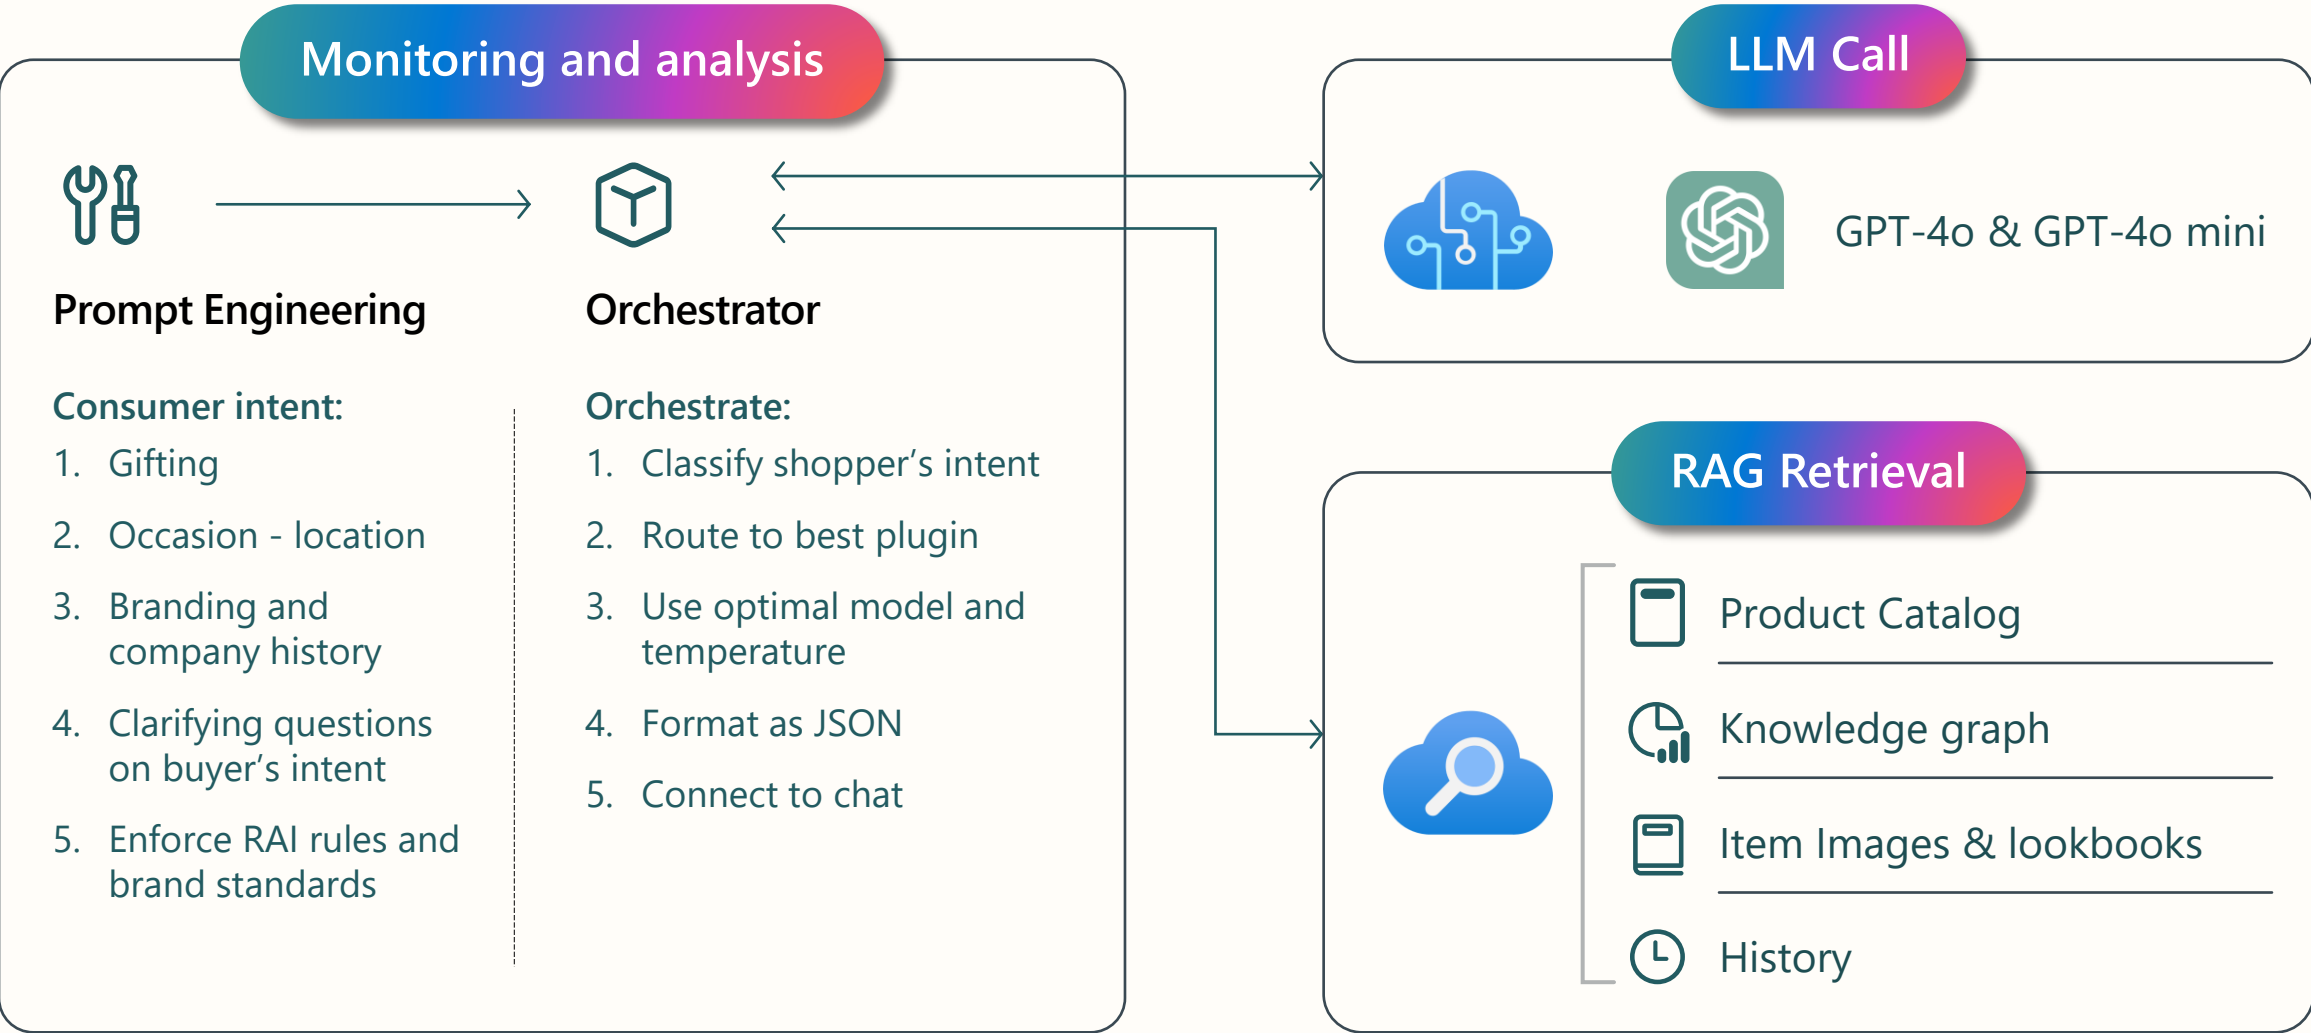 Monitoring and analysis
Prompt Engineering
Consumer intent:
1. Gifting
2. Occasion - location
3. Branding and
company history
4. Clarifying questions
on buyer’s intent
5. Enforce RAI rules and
brand standards
Orchestrator
Orchestrate:
1. Classify shopper’s intent
2. Route to best plugin
3. Use optimal model and
temperature
4. Format as JSON
5. Connect to chat
LLM Call
GPT-4o & GPT-4o mini
RAG Retrieval
Product Catalog
Knowledge graph
Item Images & lookbooks
History